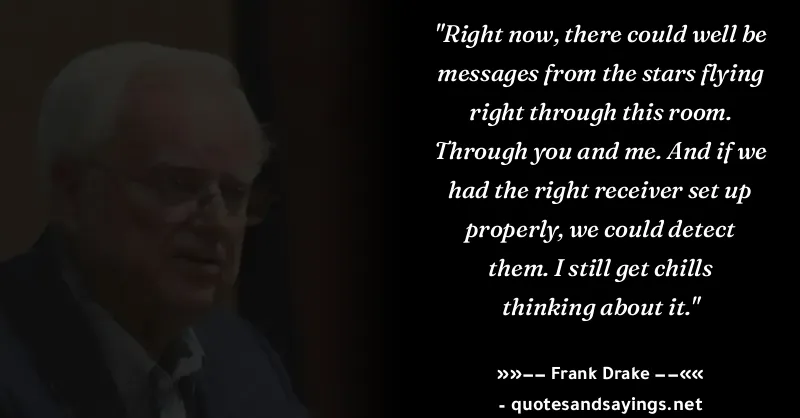 "Right now, there could well be
messages from the stars flying
right through this room.
Through you and me. And if we
had the right receiver set up
properly, we could detect
them. I still get chills
thinking about it."
»»-- Frank Drake --««
- quotesandsayings.net